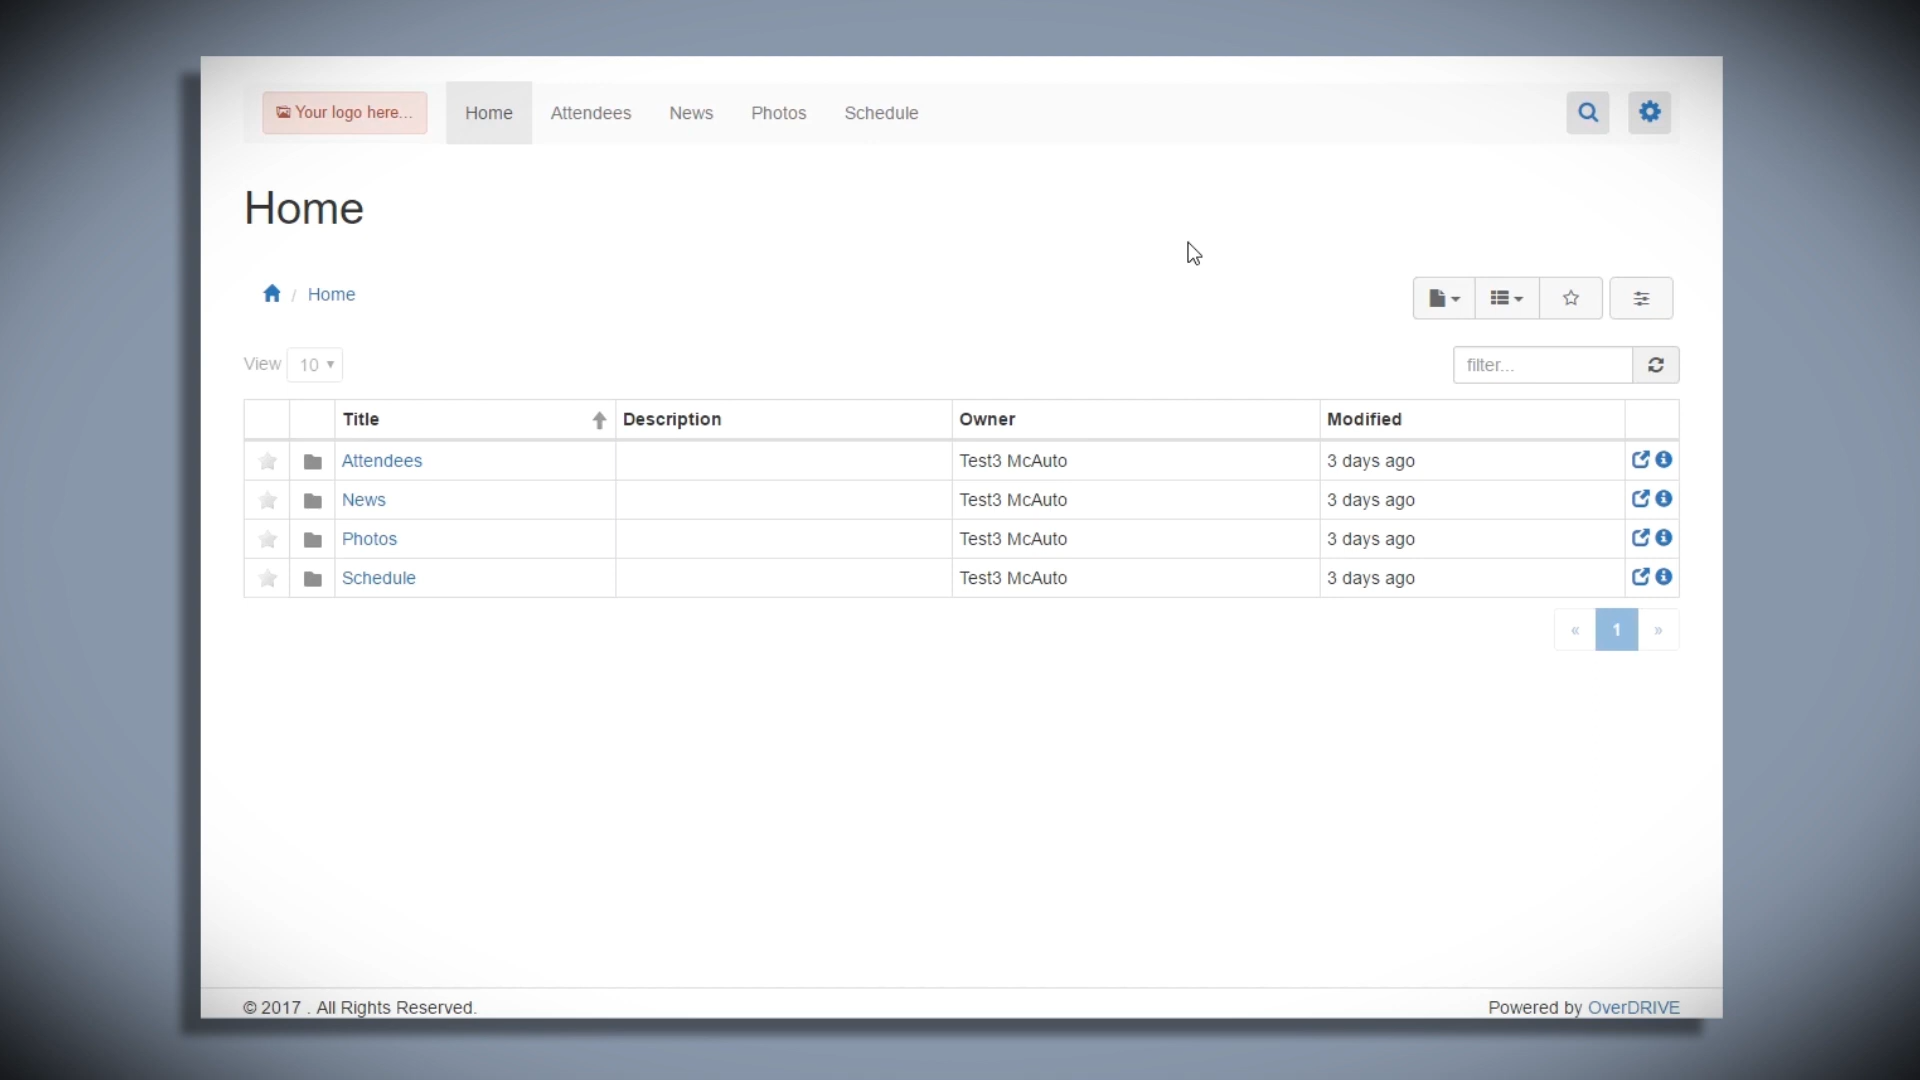 Your logo here... Home Attendees News Photos Schedule
Home
/ Home
View 10
filter...
Title Description Owner Modified
Attendees Test3 McAuto 3 days ago
News Test3 McAuto 3 days ago
Photos Test3 McAuto 3 days ago
Schedule Test3 McAuto 3 days ago
« 1 »
© 2017 . All Rights Reserved. Powered by OverDRIVE